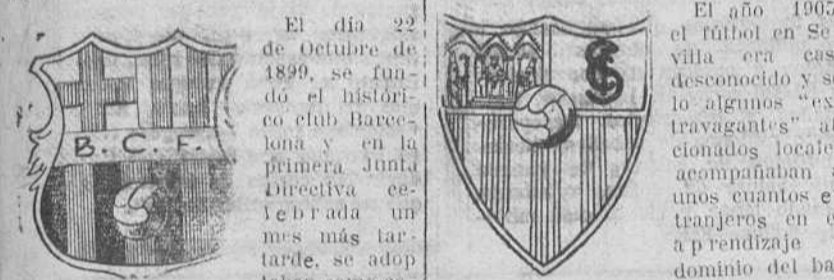 B. C. F.
El día 22
de Octubre de
1899, se fun-
dó el históri-
co club Barce-
lona y en la
primera Junta
Directiva ce-
lebrada un
mes más tar-
tarde, se adop
El año 1905
el fútbol en Se
villa era cas
desconocido y s
lo algunos "ex
travagantes" a
cionados locale
acompañaban
unos cuantos e
tranjeros en e
aprendizaje
dominio del ba